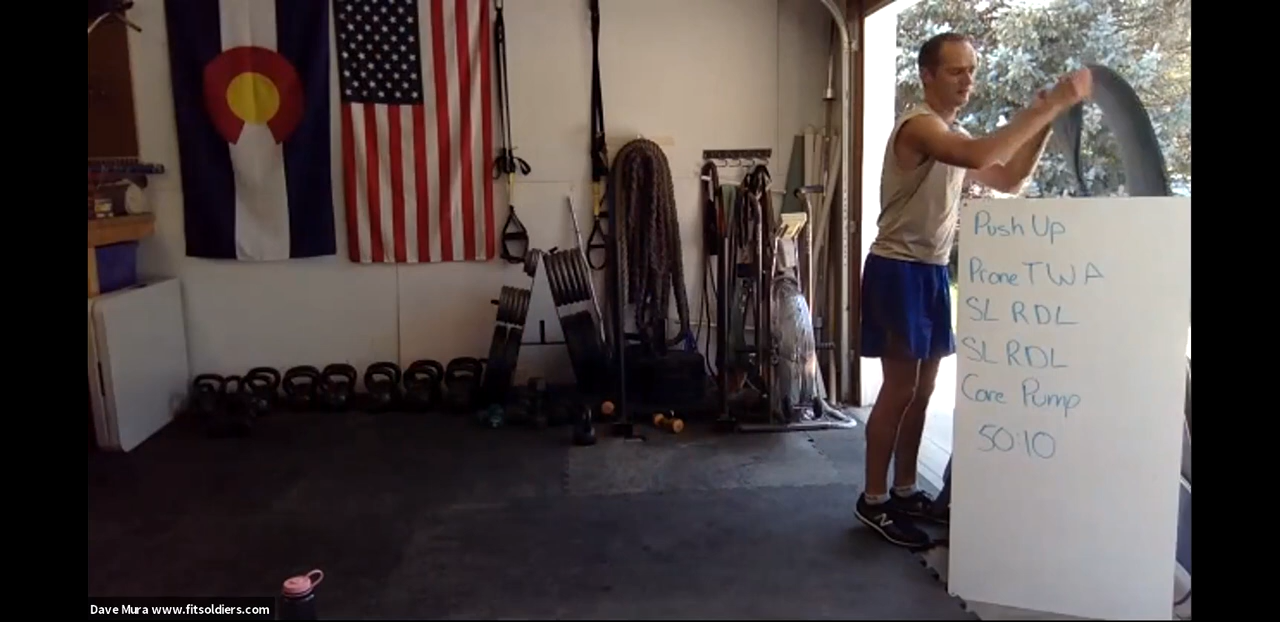 Push Up
Prone TWA
SL RDL
SL RDL
Core Pump
50:10
Dave Mura www.fitsoldiers.com